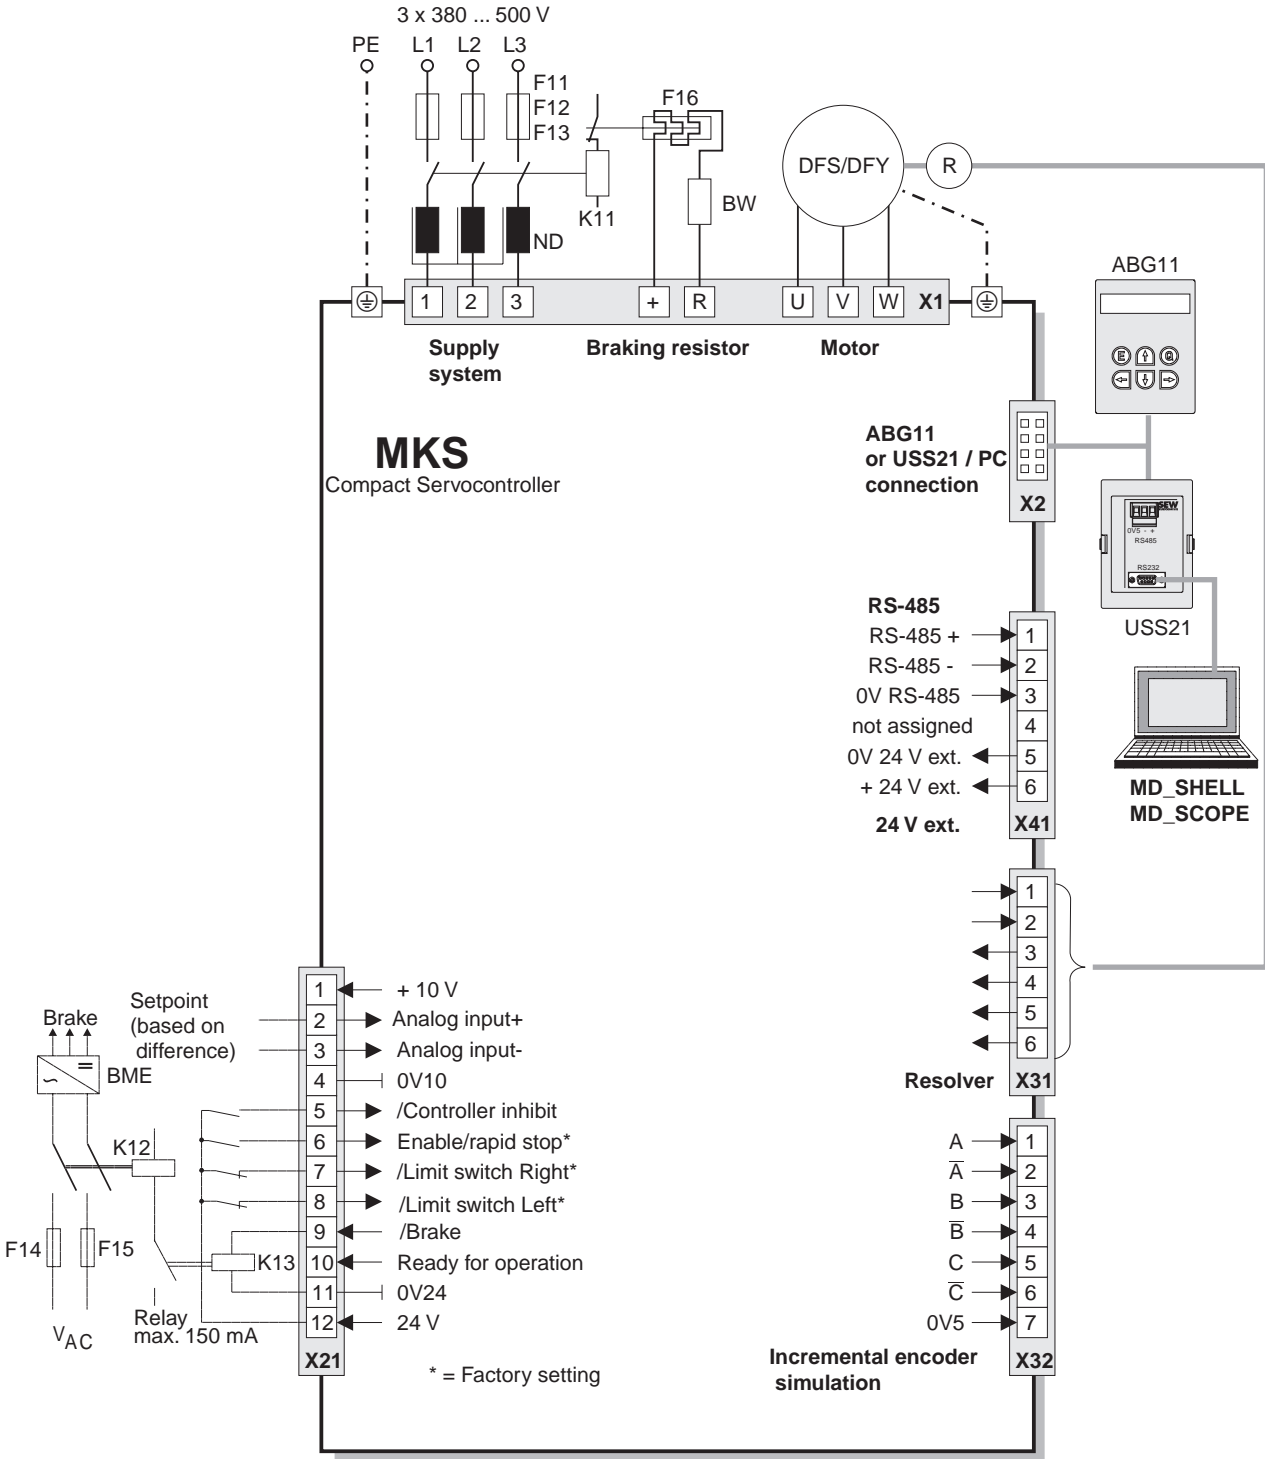 3 x 380 ... 500 V
PE L1 L2 L3
F11
F12
F13
F16
K11
BW
ND
DFS/DFY
R
1 2 3 + R U V W X1
Supply
system
Braking resistor
Motor
ABG11
E Q
MKS
Compact Servocontroller
ABG11
or USS21 / PC
connection
X2
SEW
0V5 - +
RS485
RS232
USS21
RS-485
RS-485 + 1
RS-485 - 2
0V RS-485 3
not assigned 4
0V 24 V ext. 5
+ 24 V ext. 6
24 V ext. X41
MD_SHELL
MD_SCOPE
1
2
3
4
5
6
Resolver X31
Setpoint
(based on
difference)
Brake
BME
K12
F14
F15
K13
VAC
Relay
max. 150 mA
1 + 10 V
2 Analog input+
3 Analog input-
4 0V10
5 /Controller inhibit
6 Enable/rapid stop*
7 /Limit switch Right*
8 /Limit switch Left*
9 /Brake
10 Ready for operation
11 0V24
12 24 V
X21
* = Factory setting
A 1
A̅ 2
B 3
B̅ 4
C 5
C̅ 6
0V5 7
Incremental encoder
simulation
X32